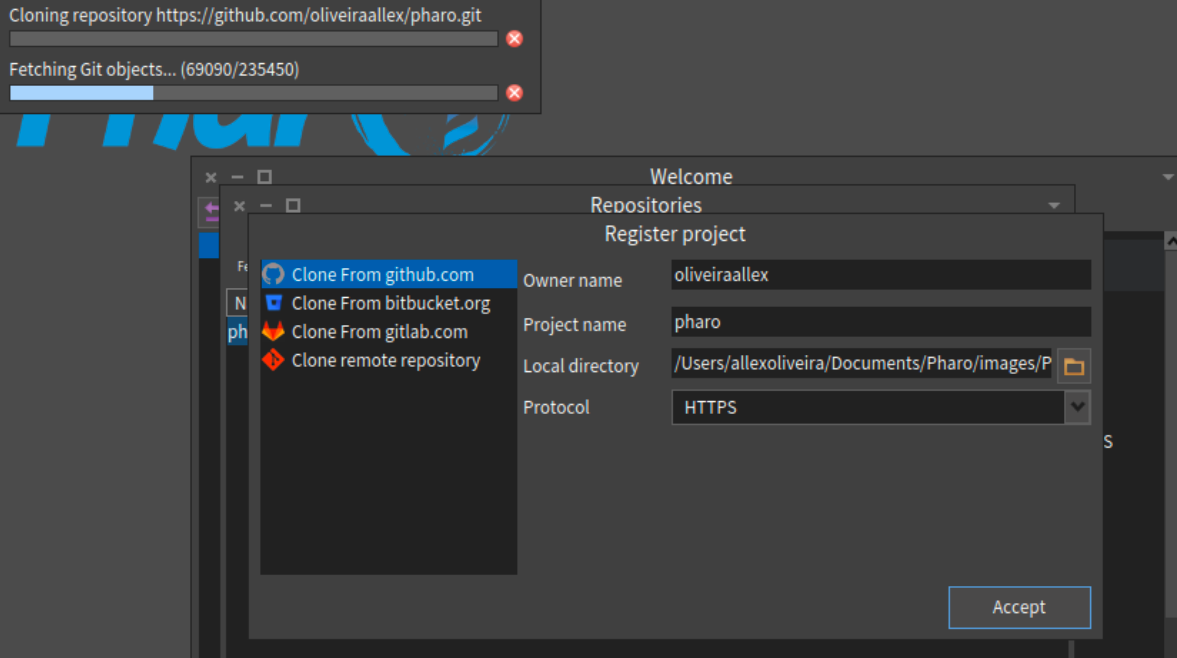 Cloning repository https://github.com/oliveiraallex/pharo.git
Fetching Git objects... (69090/235450)
Welcome
Repositories
Register project
Clone From github.com
Clone From bitbucket.org
Clone From gitlab.com
Clone remote repository
Owner name
oliveiraallex
Project name
pharo
Local directory
/Users/allexoliveira/Documents/Pharo/images/P
Protocol
HTTPS
Fe
N
ph
S
Accept